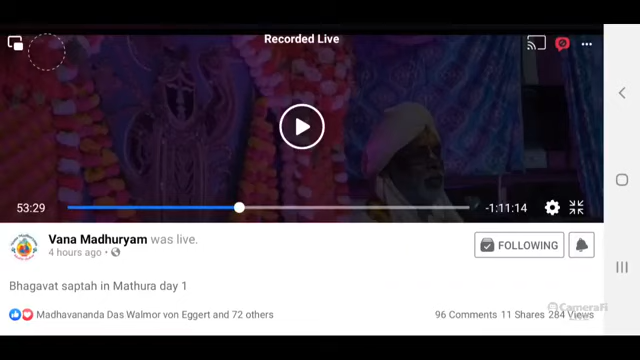 Recorded Live
53:29
-1:11:14
Vana Madhuryam was live.
4 hours ago ·
FOLLOWING
Bhagavat saptah in Mathura day 1
Madhavananda Das Walmor von Eggert and 72 others
96 Comments 11 Shares 284 Views
CameraFi
Live